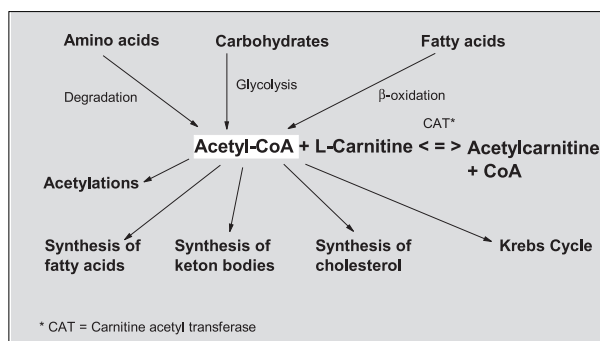 Amino acids Carbohydrates Fatty acids
Degradation Glycolysis β-oxidation
CAT*
Acetyl-CoA + L-Carnitine < = > Acetylcarnitine
+ CoA
Acetylations
Synthesis of
fatty acids
Synthesis of
keton bodies
Synthesis of
cholesterol
Krebs Cycle
* CAT = Carnitine acetyl transferase